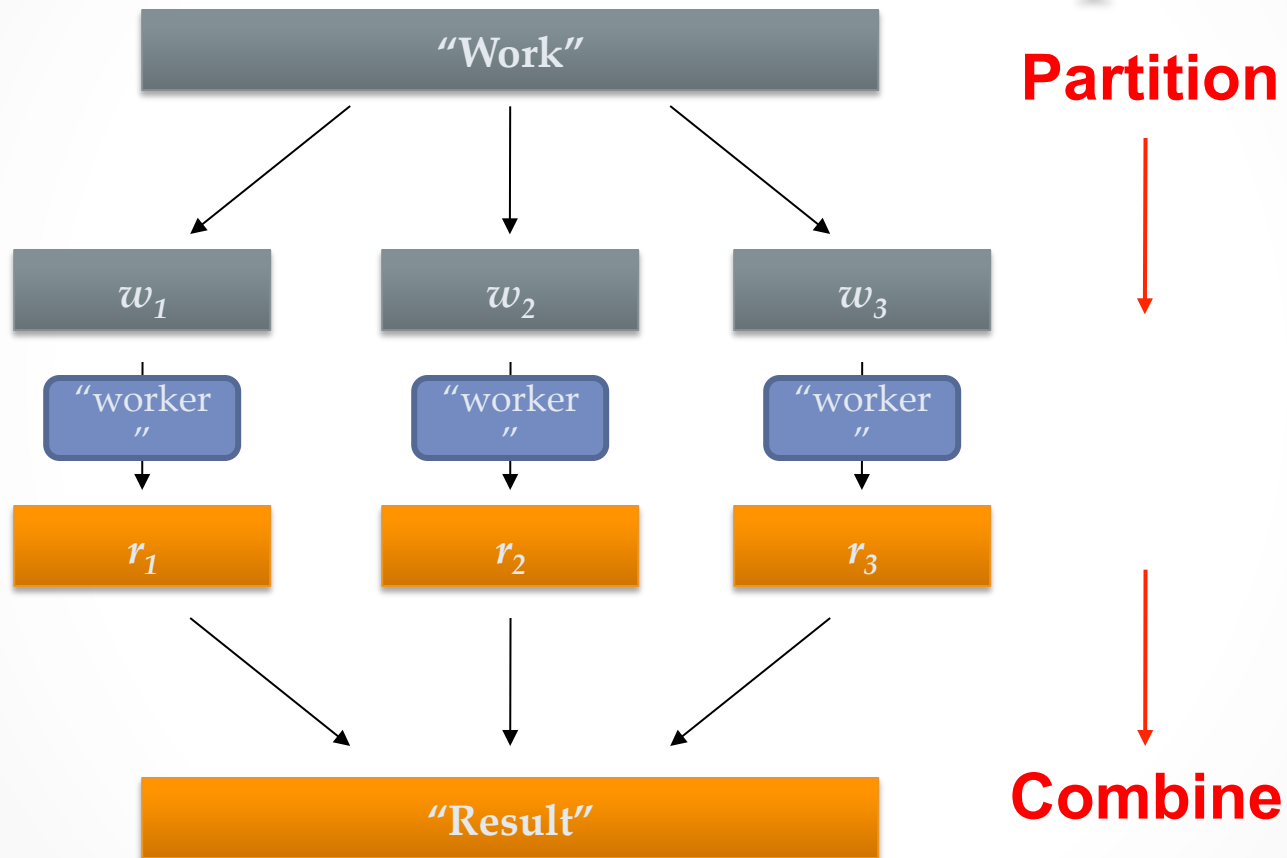 “Work”
Partition
w₁ w₂ w₃
“worker “worker “worker
” ” ”
r₁ r₂ r₃
Combine
“Result”